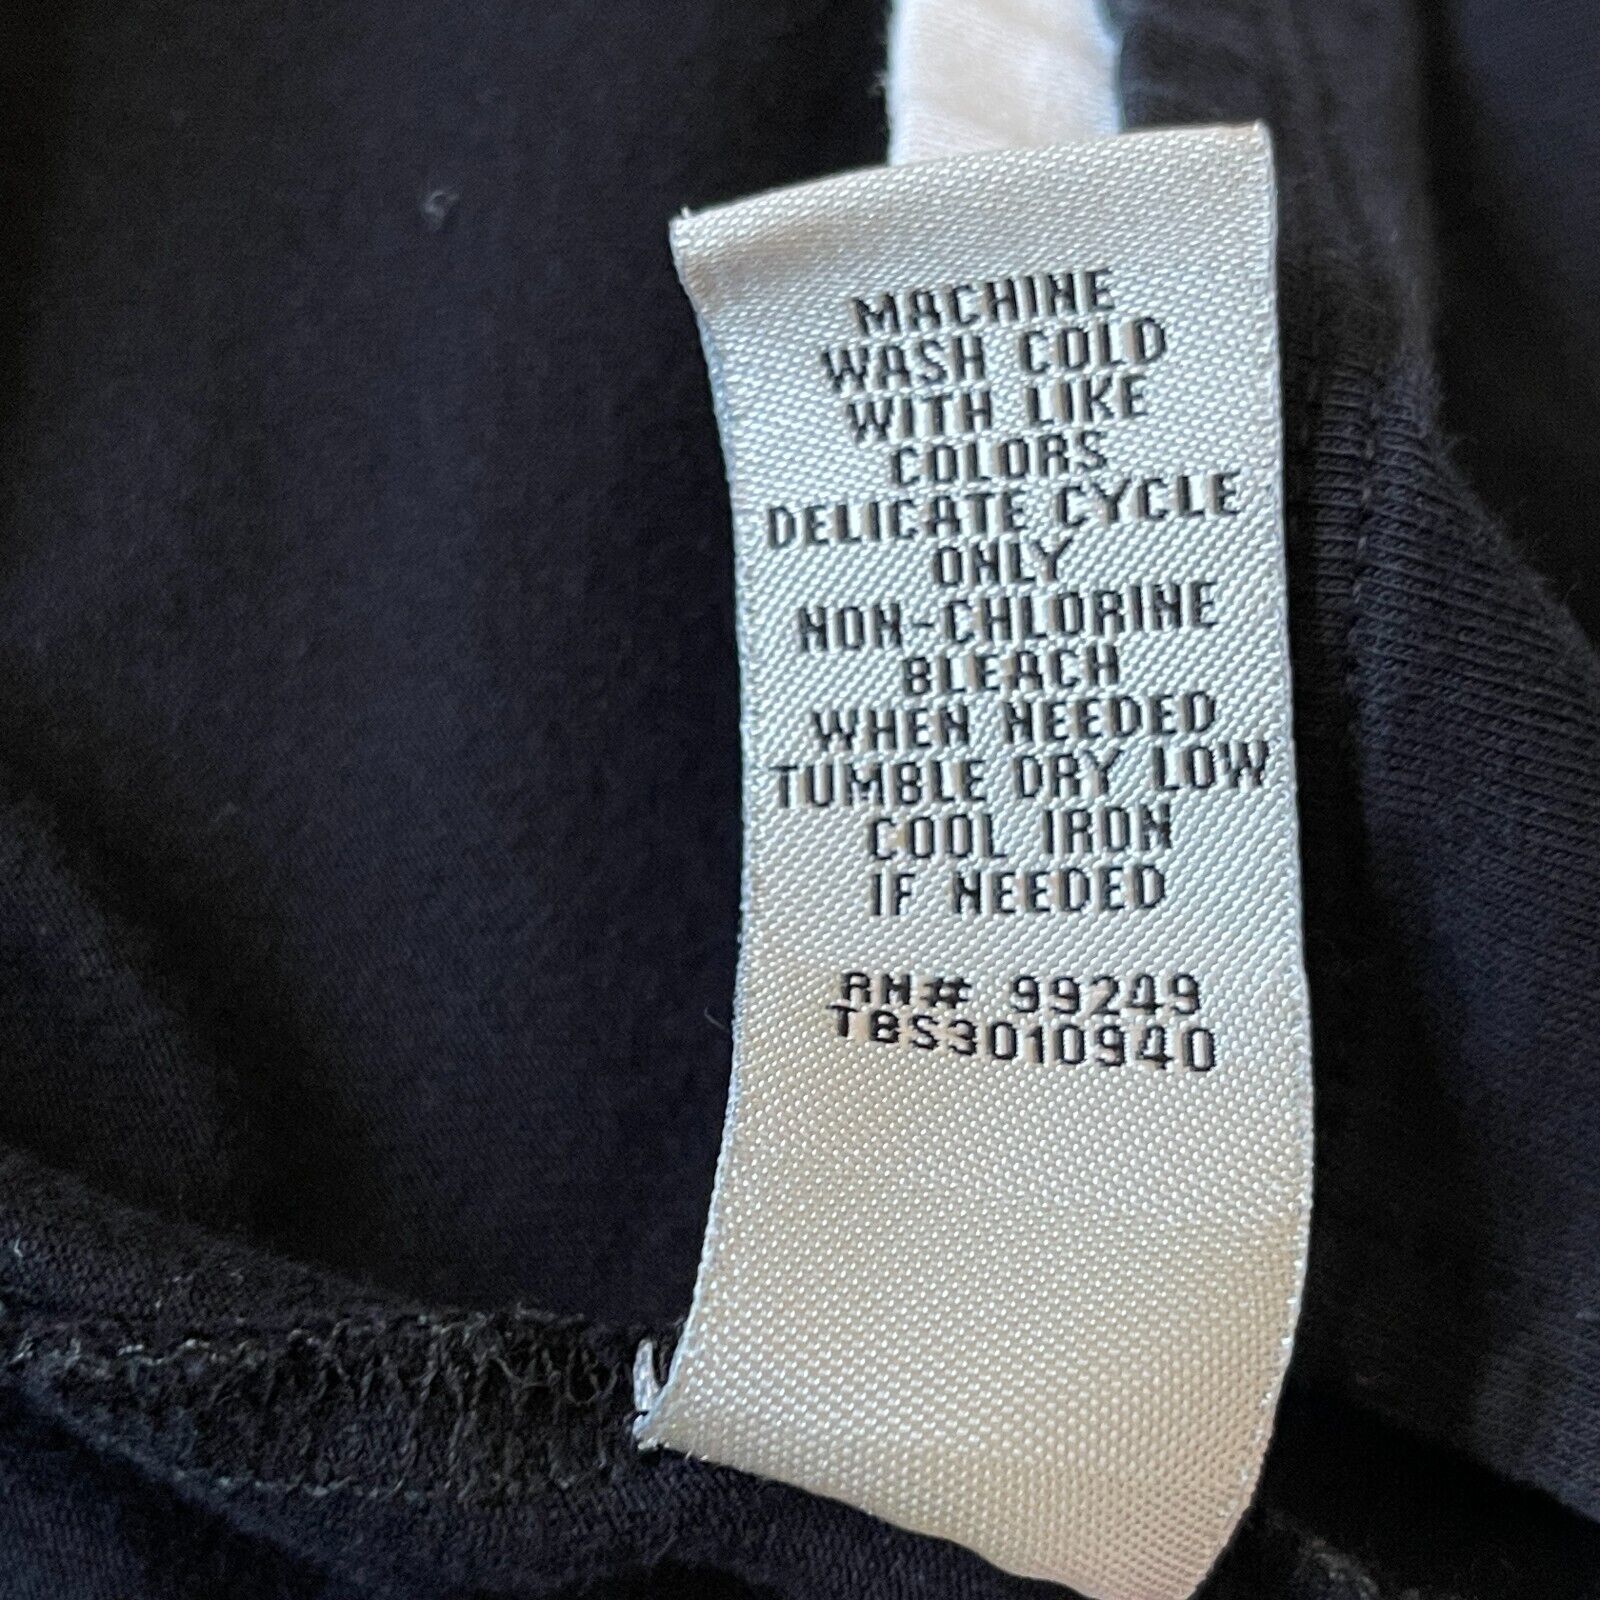 MACHINE
WASH COLD
WITH LIKE
COLORS
DELICATE CYCLE
ONLY
NON-CHLORINE
BLEACH
WHEN NEEDED
TUMBLE DRY LOW
COOL IRON
IF NEEDED
RN# 99249
TBS3010940